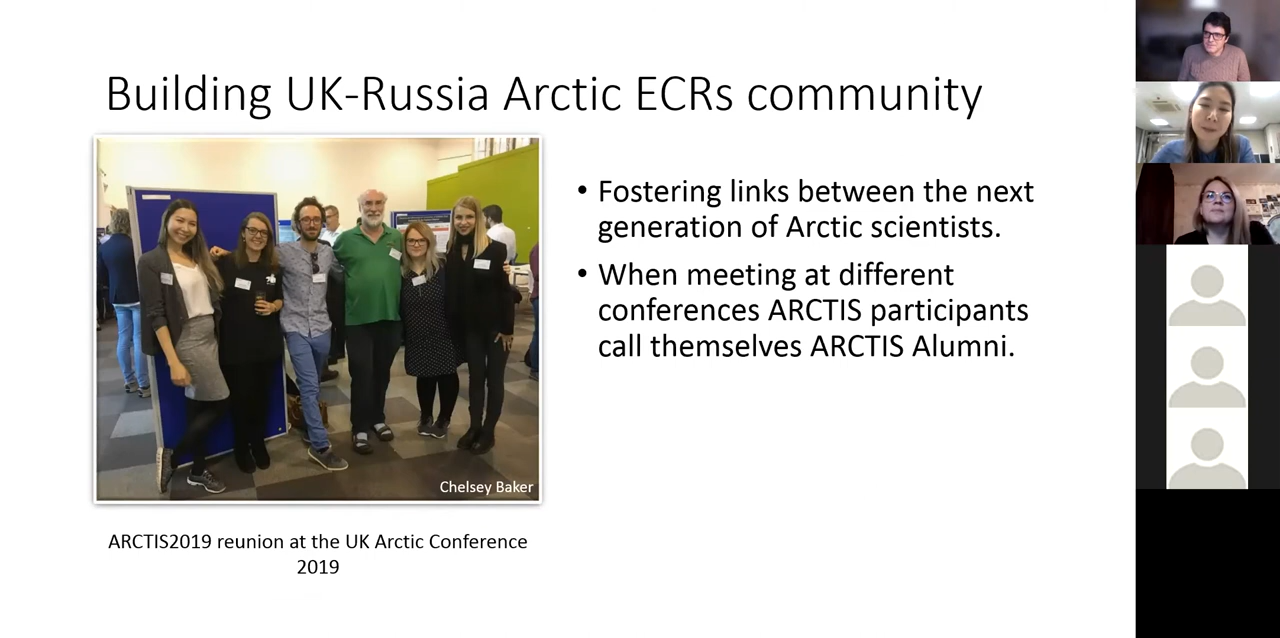 Building UK-Russia Arctic ECRs community
• Fostering links between the next
generation of Arctic scientists.
• When meeting at different
conferences ARCTIS participants
call themselves ARCTIS Alumni.
Chelsey Baker
ARCTIS2019 reunion at the UK Arctic Conference
2019